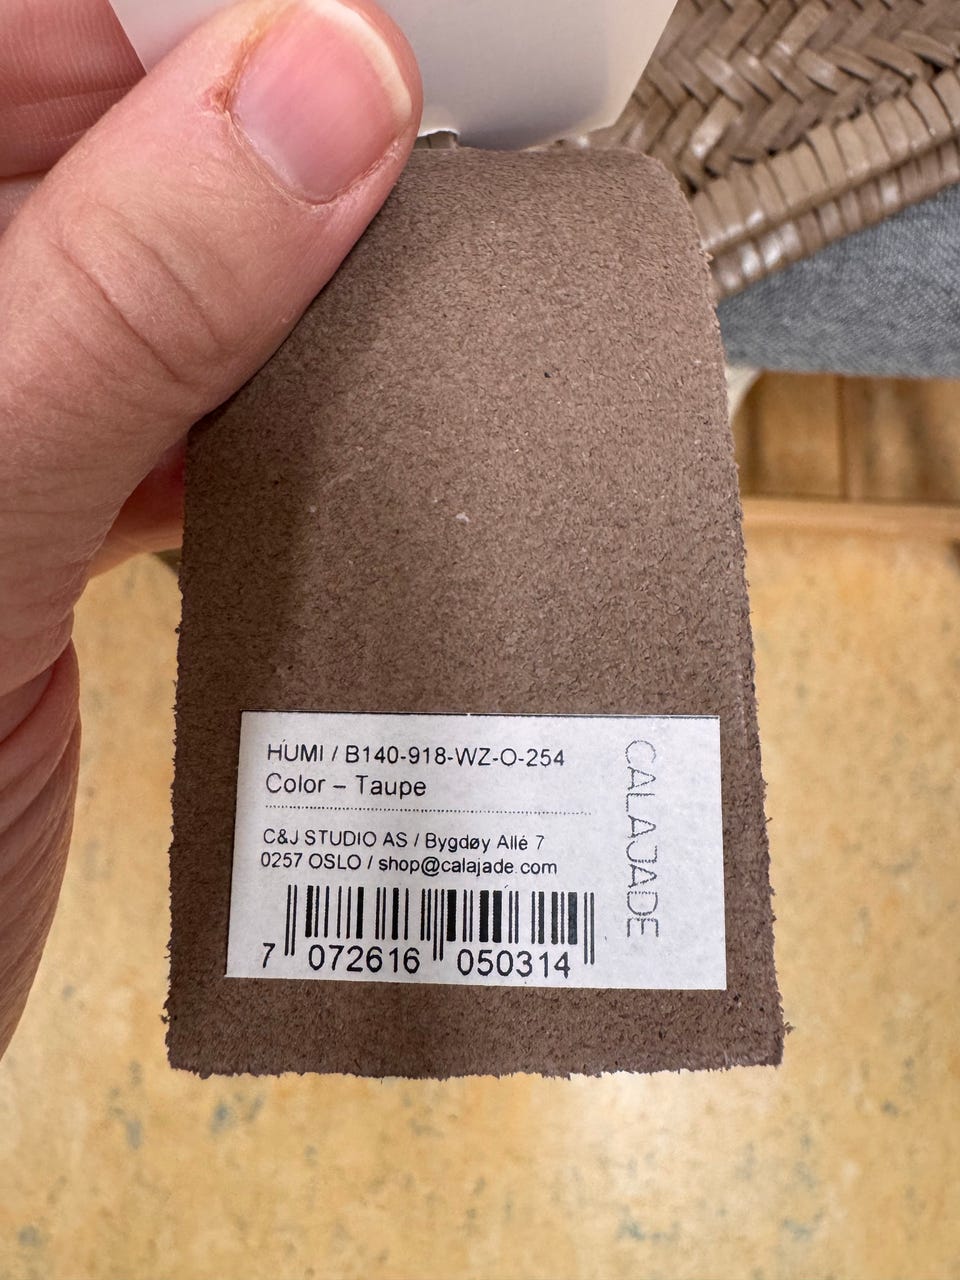 HUMI / B140-918-WZ-O-254
Color – Taupe
C&J STUDIO AS / Bygdøy Allé 7
0257 OSLO / shop@calajade.com
7 072616 050314
CALAJADE